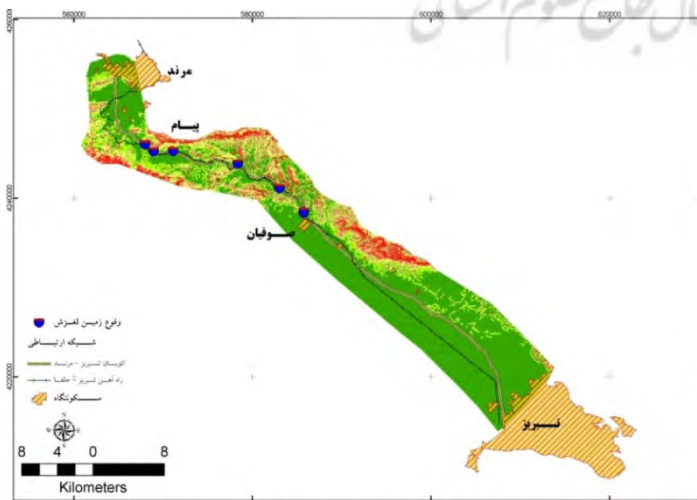 560000 580000 600000 620000
مرند
پیام
4240000
صوفیان
وقوع زمین لغزش
شبکه ارتباطی
اتوبان تبریز - مرند
راه آهن تبریز - جلفا
سکونتگاه
4220000
تبریز
N
8 4 0 8
Kilometers